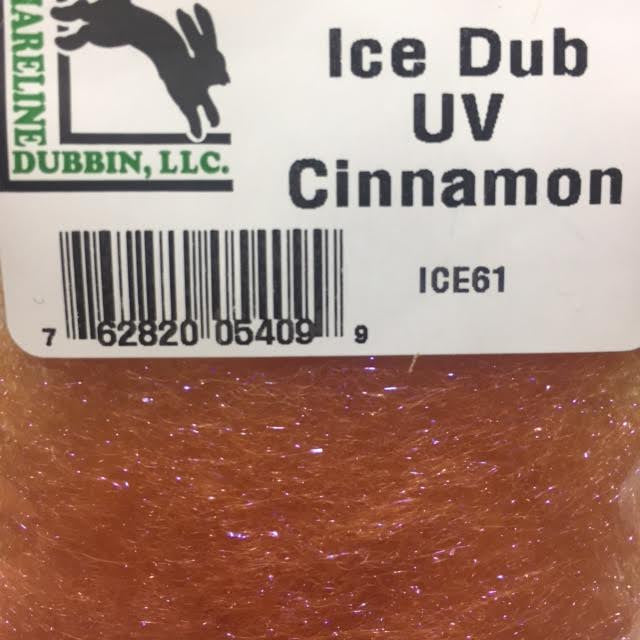 HARELINE
DUBBIN, LLC.
Ice Dub
UV
Cinnamon
ICE61
7 62820 05409 9